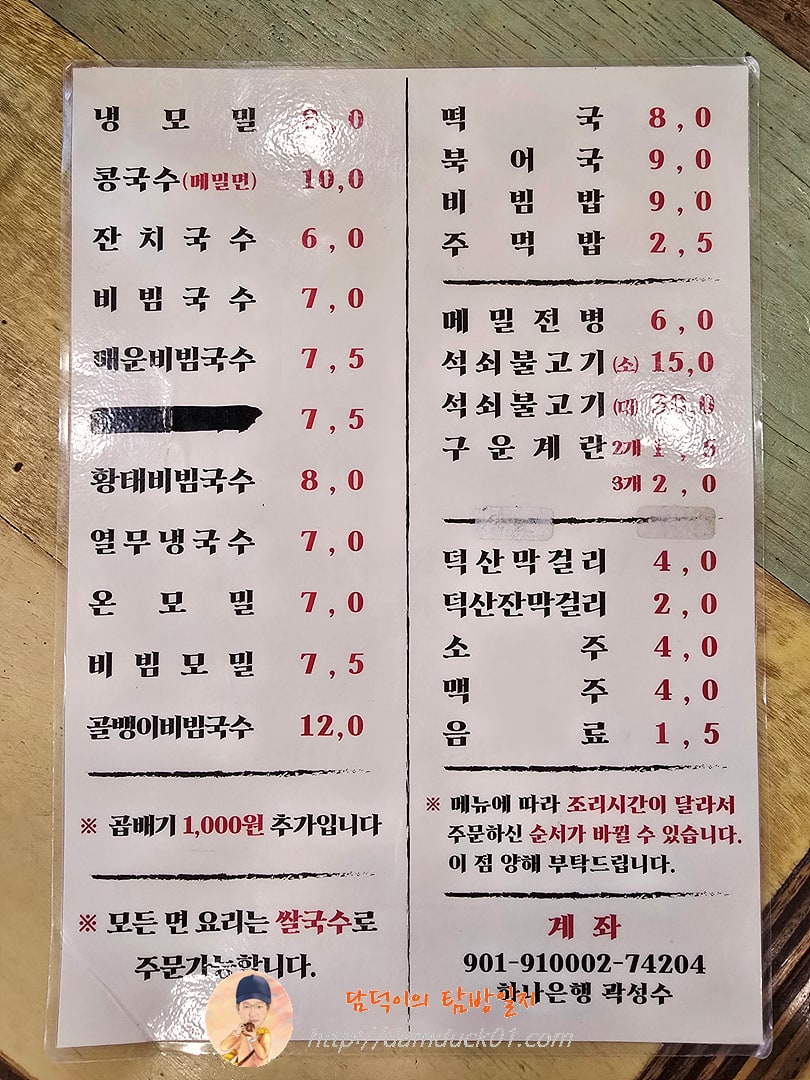 냉모밀
콩국수(메밀면) 10,0
잔치국수 6,0
비빔국수 7,0
매운비빔국수 7,5
7,5
황태비빔국수 8,0
열무냉국수 7,0
온모밀 7,0
비빔모밀 7,5
골뱅이비빔국수 12,0
※ 곱배기 1,000원 추가입니다
※ 모든 면 요리는 쌀국수로
주문가능합니다.
떡국 8,0
북어국 9,0
비빔밥 9,0
주먹밥 2,5
메밀전병 6,0
석쇠불고기(소) 15,0
석쇠불고기(대) 30,0
구운계란 2개 1,5
3개 2,0
덕산막걸리 4,0
덕산잔막걸리 2,0
소주 4,0
맥주 4,0
음료 1,5
※ 메뉴에 따라 조리시간이 달라서
주문하신 순서가 바뀔 수 있습니다.
이 점 양해 부탁드립니다.
계좌
901-910002-74204
하나은행 곽성수
담덕이의 탐방일지
http://damduck01.com